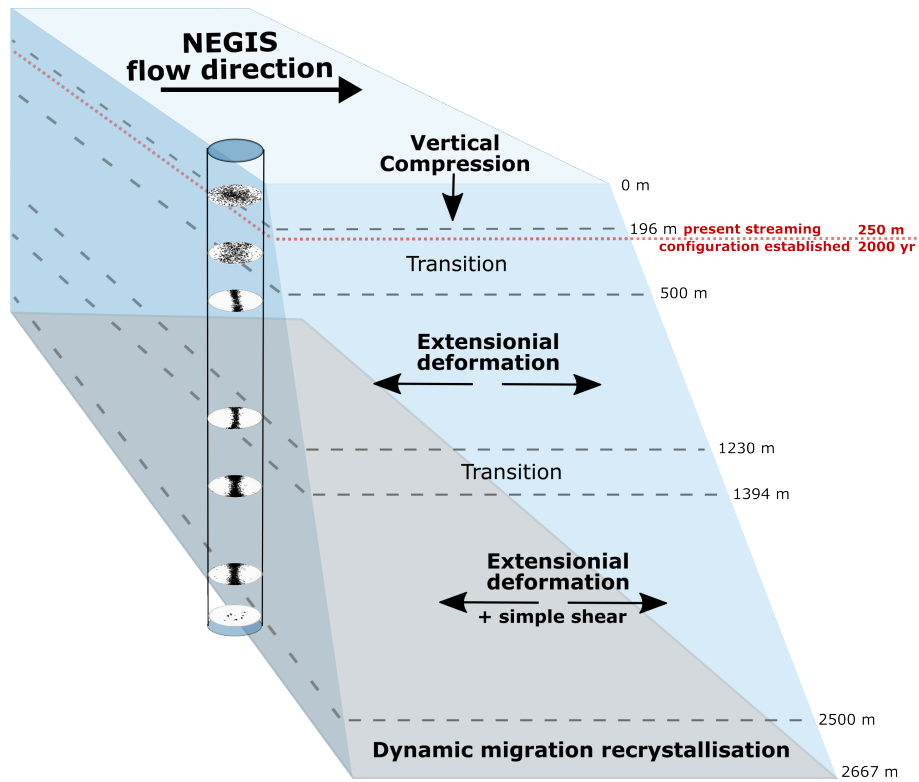 NEGIS
flow direction
Vertical
Compression
0 m
196 m
present streaming 250 m
configuration established 2000 yr
Transition
500 m
Extensionial
deformation
1230 m
Transition
1394 m
Extensionial
deformation
+ simple shear
2500 m
Dynamic migration recrystallisation
2667 m